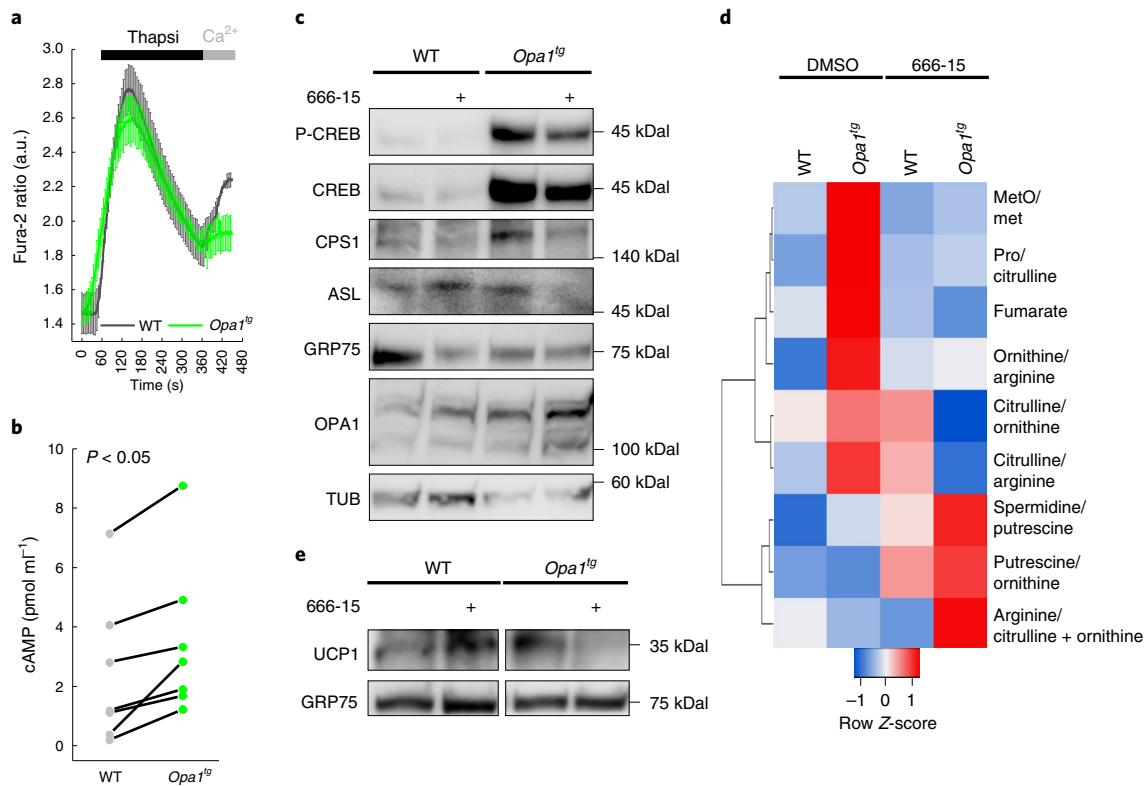 a
Thapsi
Ca2+
3.0
2.8
2.6
2.4
2.2
2.0
1.8
1.6
1.4
Fura-2 ratio (a.u.)
WT
Opa1tg
0 60 120 180 240 300 360 420 480
Time (s)
b
P < 0.05
10
8
6
4
2
0
cAMP (pmol ml−1)
WT Opa1tg
c
WT Opa1tg
666-15 + +
P-CREB 45 kDal
CREB 45 kDal
CPS1 140 kDal
ASL 45 kDal
GRP75 75 kDal
OPA1 100 kDal
TUB 60 kDal
e
WT Opa1tg
666-15 + +
UCP1 35 kDal
GRP75 75 kDal
d
DMSO 666-15
WT Opa1tg WT Opa1tg
MetO/
met
Pro/
citrulline
Fumarate
Ornithine/
arginine
Citrulline/
ornithine
Citrulline/
arginine
Spermidine/
putrescine
Putrescine/
ornithine
Arginine/
citrulline + ornithine
−1 0 1
Row Z-score